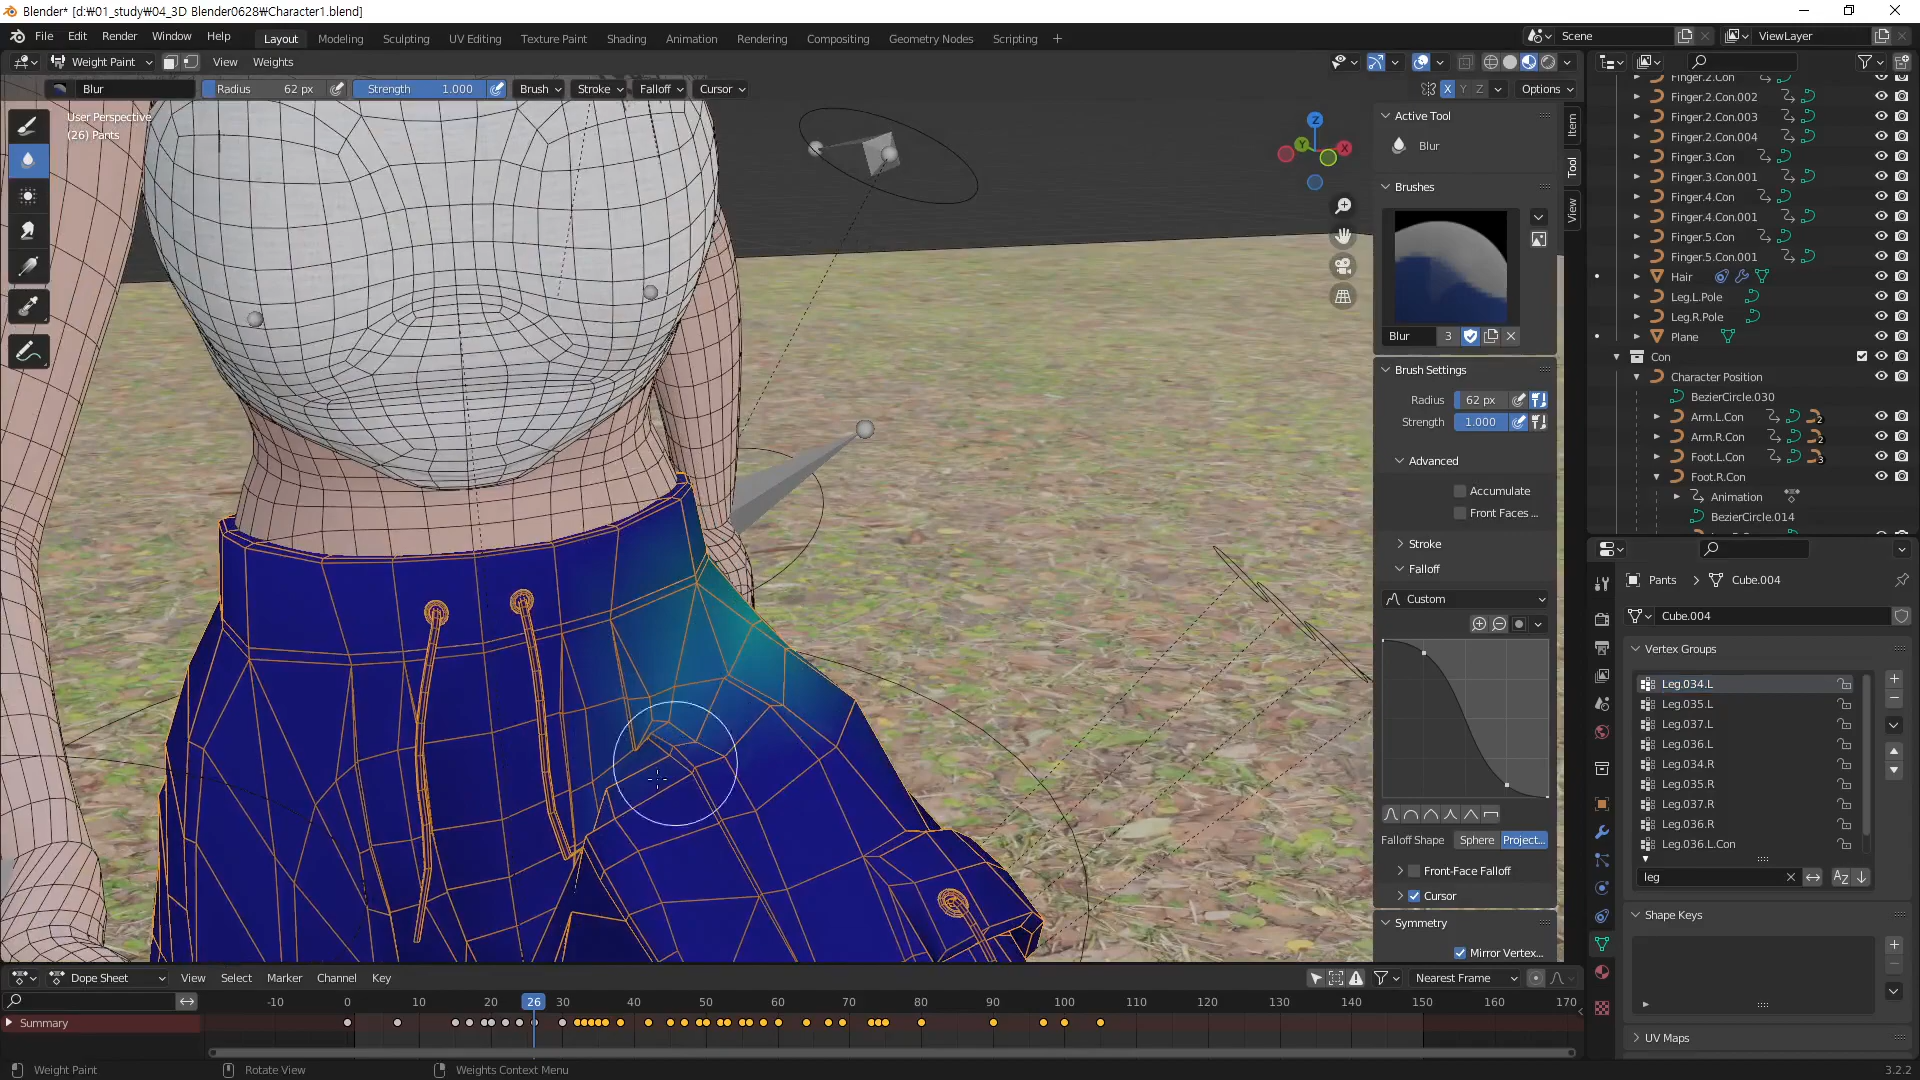 Blender* [d:₩01_study₩04_3D Blender0628₩Character1.blend]
File Edit Render Window Help Layout Modeling Sculpting UV Editing Texture Paint Shading Animation Rendering Compositing Geometry Nodes Scripting + Scene ViewLayer
Weight Paint View Weights
Blur Radius 62 px Strength 1.000 Brush Stroke Falloff Cursor X Y Z Options
User Perspective
(26) Pants
Z
Y
X
Item
Tool
View
Active Tool
Blur
Brushes
Blur 3
Brush Settings
Radius 62 px
Strength 1.000
Advanced
Accumulate
Front Faces ...
Stroke
Falloff
Custom
Falloff Shape Sphere Project...
Front-Face Falloff
Cursor
Symmetry
Mirror Vertex...
Finger.2.Con
Finger.2.Con.002
Finger.2.Con.003
Finger.2.Con.004
Finger.3.Con
Finger.3.Con.001
Finger.4.Con
Finger.4.Con.001
Finger.5.Con
Finger.5.Con.001
Hair
Leg.L.Pole
Leg.R.Pole
Plane
Con
Character Position
BezierCircle.030
Arm.L.Con 2
Arm.R.Con 2
Foot.L.Con 3
Foot.R.Con
Animation
BezierCircle.014
Pants Cube.004
Cube.004
Vertex Groups
Leg.034.L
Leg.035.L
Leg.037.L
Leg.036.L
Leg.034.R
Leg.035.R
Leg.037.R
Leg.036.R
Leg.036.L.Con
leg
Shape Keys
UV Maps
Dope Sheet View Select Marker Channel Key Nearest Frame
-10 0 10 20 26 30 40 50 60 70 80 90 100 110 120 130 140 150 160 170
Summary
Weight Paint Rotate View Weights Context Menu 3.2.2